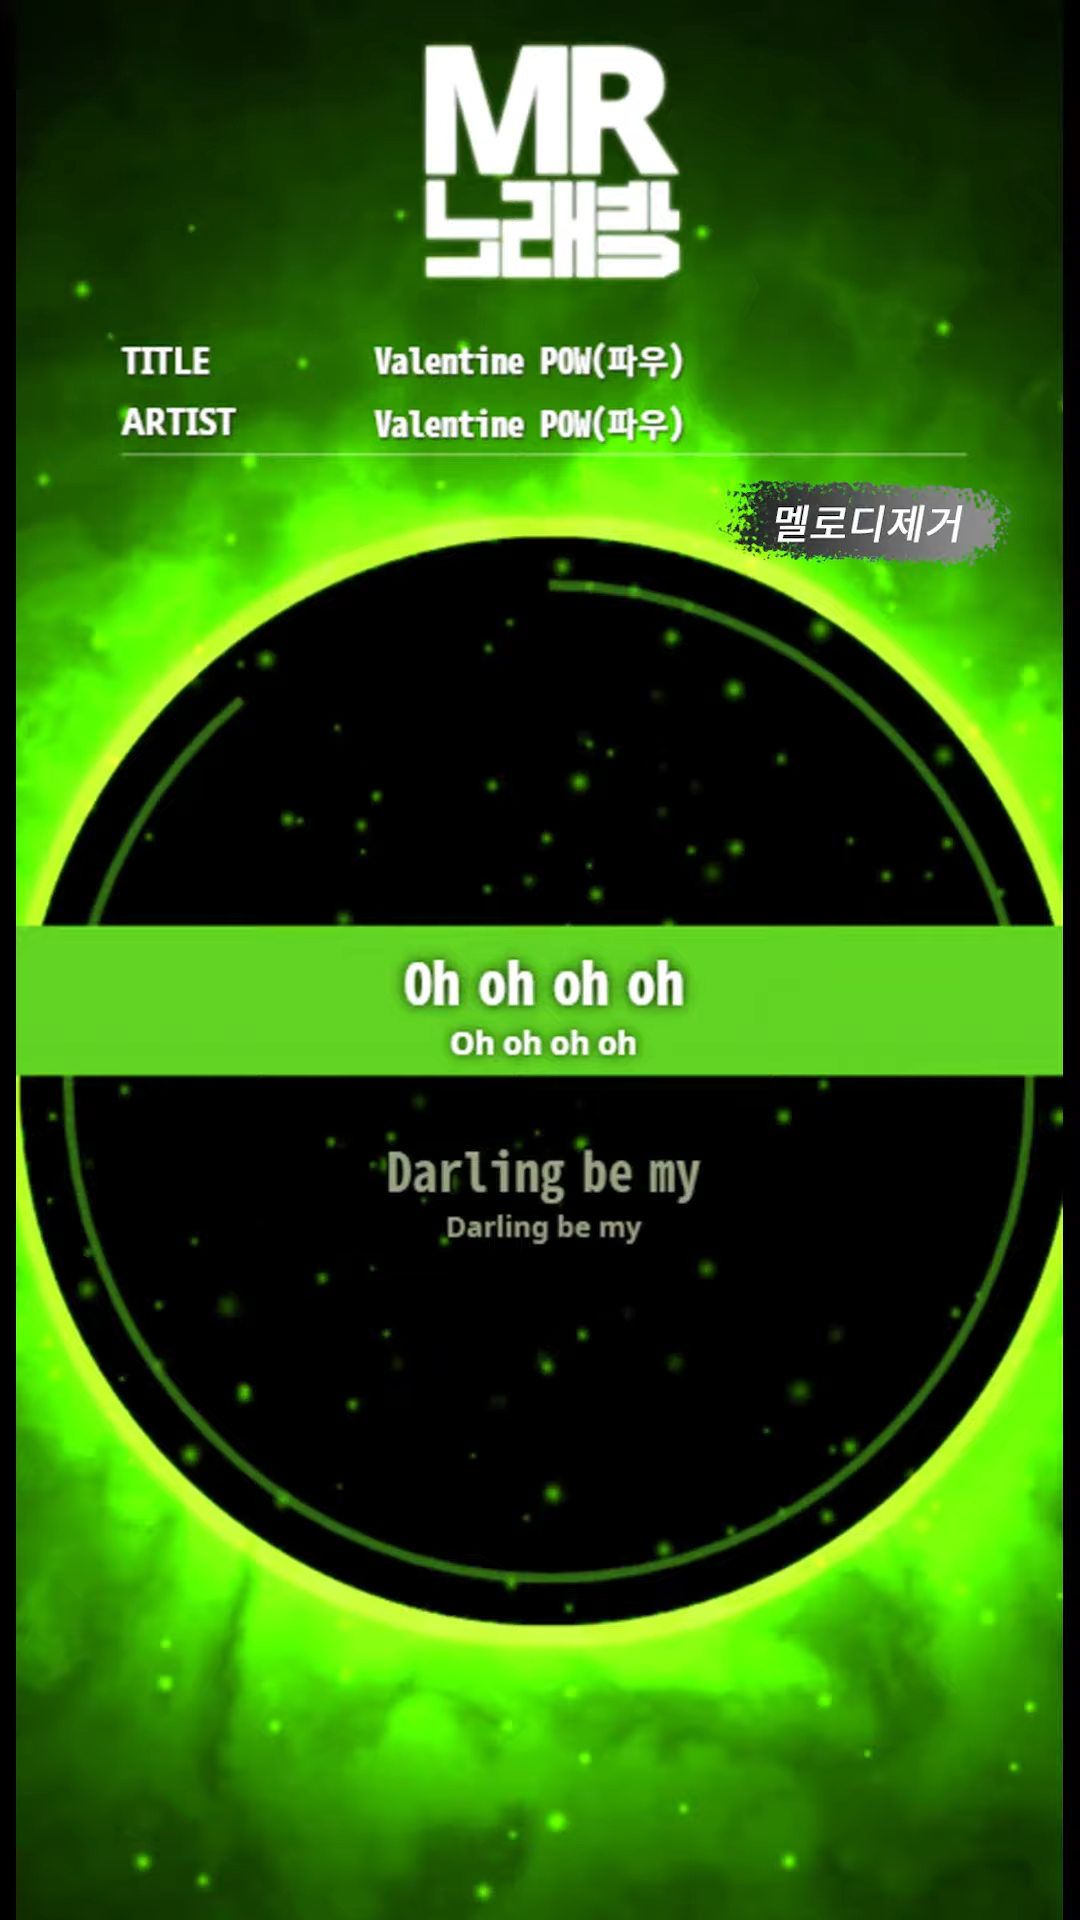 MR
노래방
TITLE Valentine POW(파우)
ARTIST Valentine POW(파우)
멜로디제거
Oh oh oh oh
Oh oh oh oh
Darling be my
Darling be my